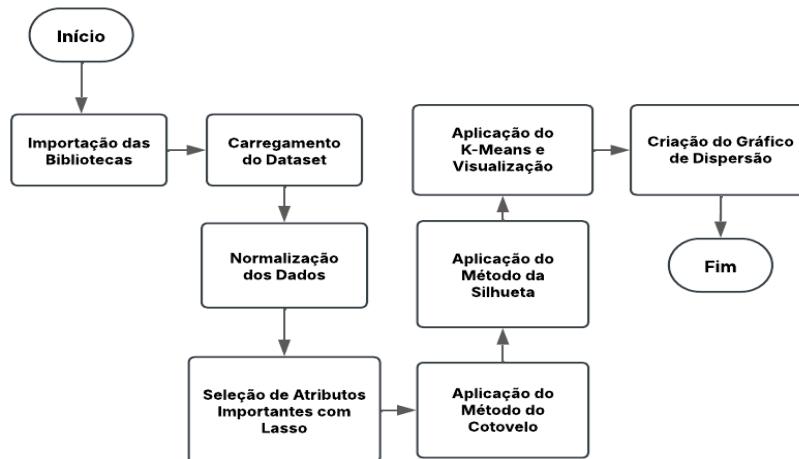 Início
Importação das
Bibliotecas
Carregamento
do Dataset
Normalização
dos Dados
Seleção de Atributos
Importantes com
Lasso
Aplicação do
Método do
Cotovelo
Aplicação do
Método da
Silhueta
Aplicação do
K-Means e
Visualização
Criação do Gráfico
de Dispersão
Fim